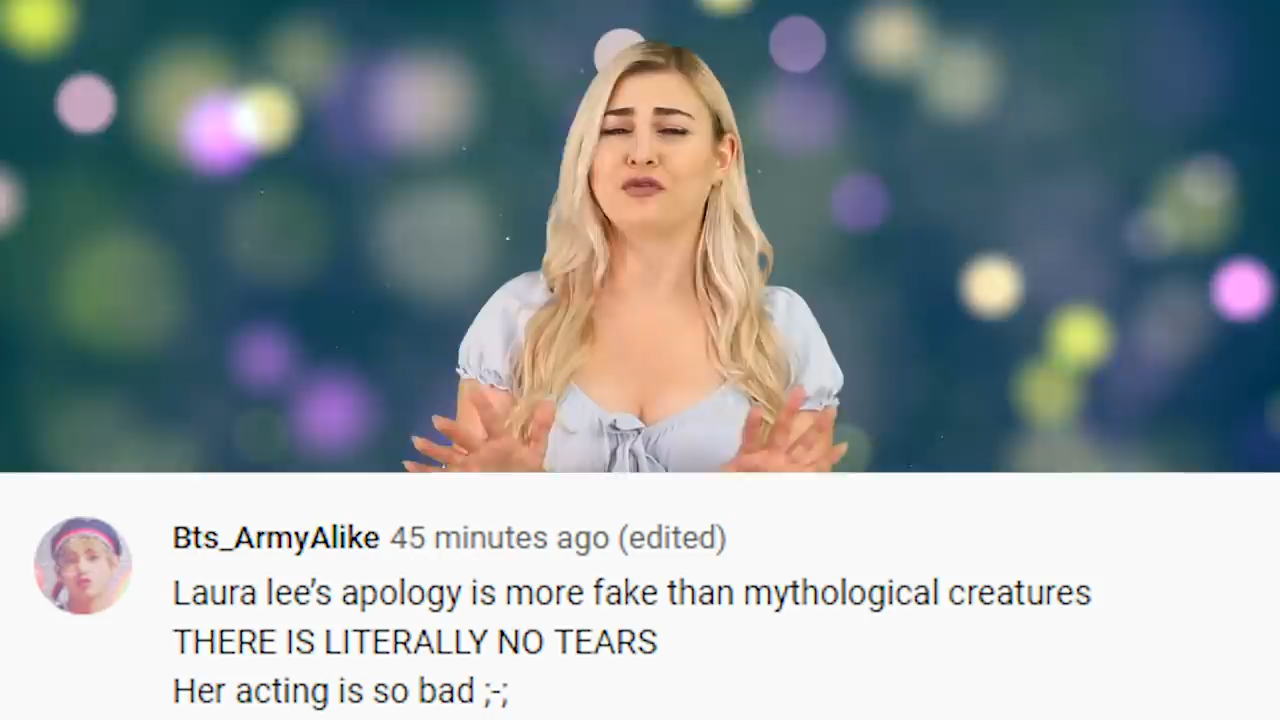 Bts_ArmyAlike 45 minutes ago (edited)
Laura lee’s apology is more fake than mythological creatures
THERE IS LITERALLY NO TEARS
Her acting is so bad ;-;